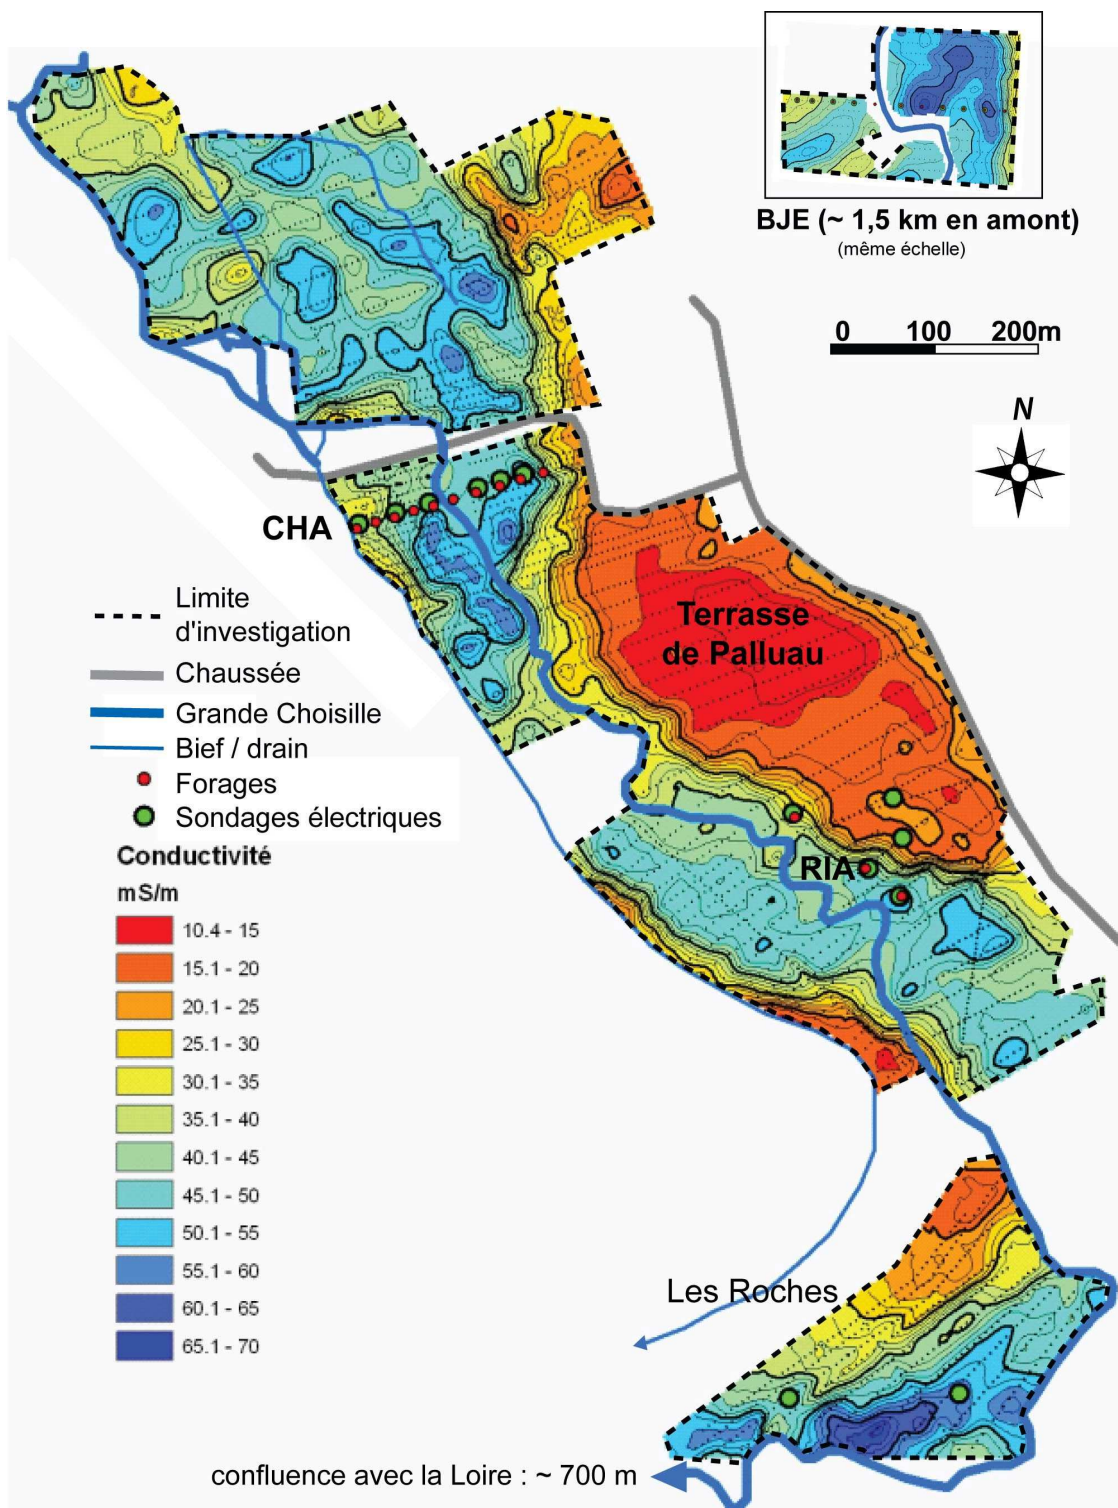 BJE (~ 1,5 km en amont)
(même échelle)
0 100 200m
N
CHA
Terrasse
de Palluau
Limite
d'investigation
Chaussée
Grande Choisille
Bief / drain
Forages
Sondages électriques
RIA
Conductivité
mS/m
10.4 - 15
15.1 - 20
20.1 - 25
25.1 - 30
30.1 - 35
35.1 - 40
40.1 - 45
45.1 - 50
50.1 - 55
55.1 - 60
60.1 - 65
65.1 - 70
Les Roches
confluence avec la Loire : ~ 700 m